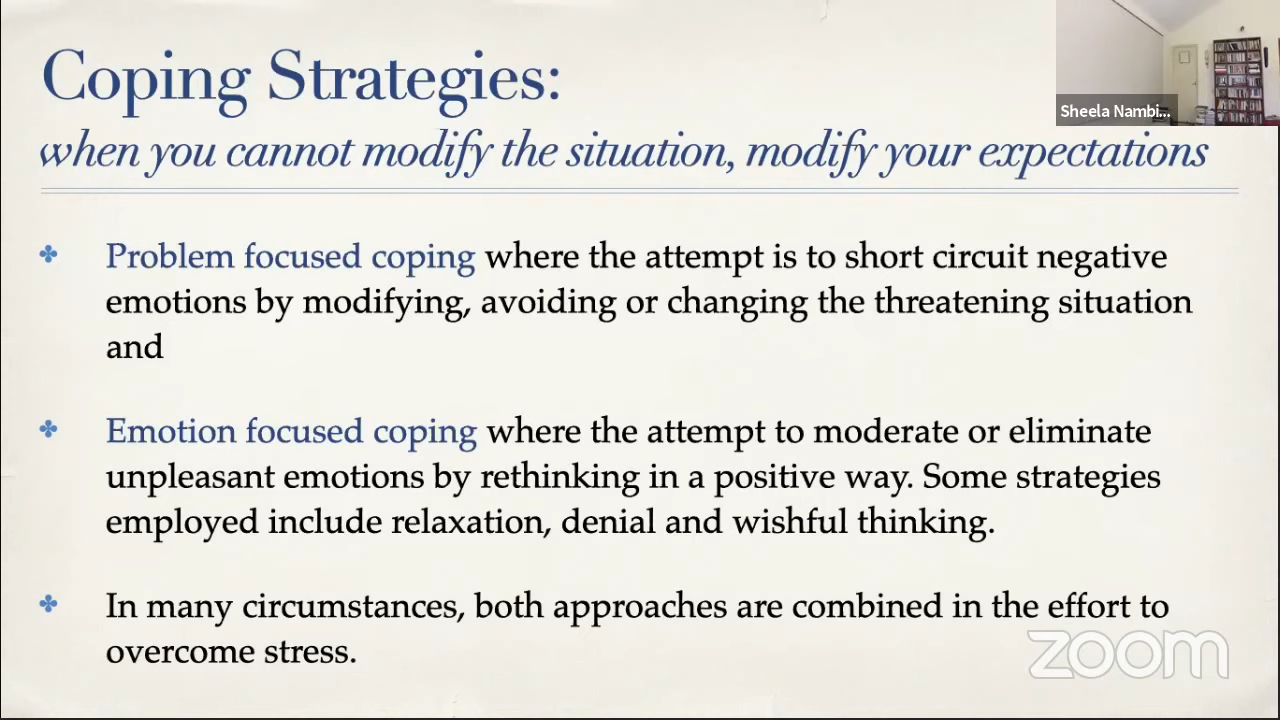 Coping Strategies:
when you cannot modify the situation, modify your expectations
Sheela Nambi...
Problem focused coping where the attempt is to short circuit negative
emotions by modifying, avoiding or changing the threatening situation
and
Emotion focused coping where the attempt to moderate or eliminate
unpleasant emotions by rethinking in a positive way. Some strategies
employed include relaxation, denial and wishful thinking.
In many circumstances, both approaches are combined in the effort to
overcome stress.
zoom